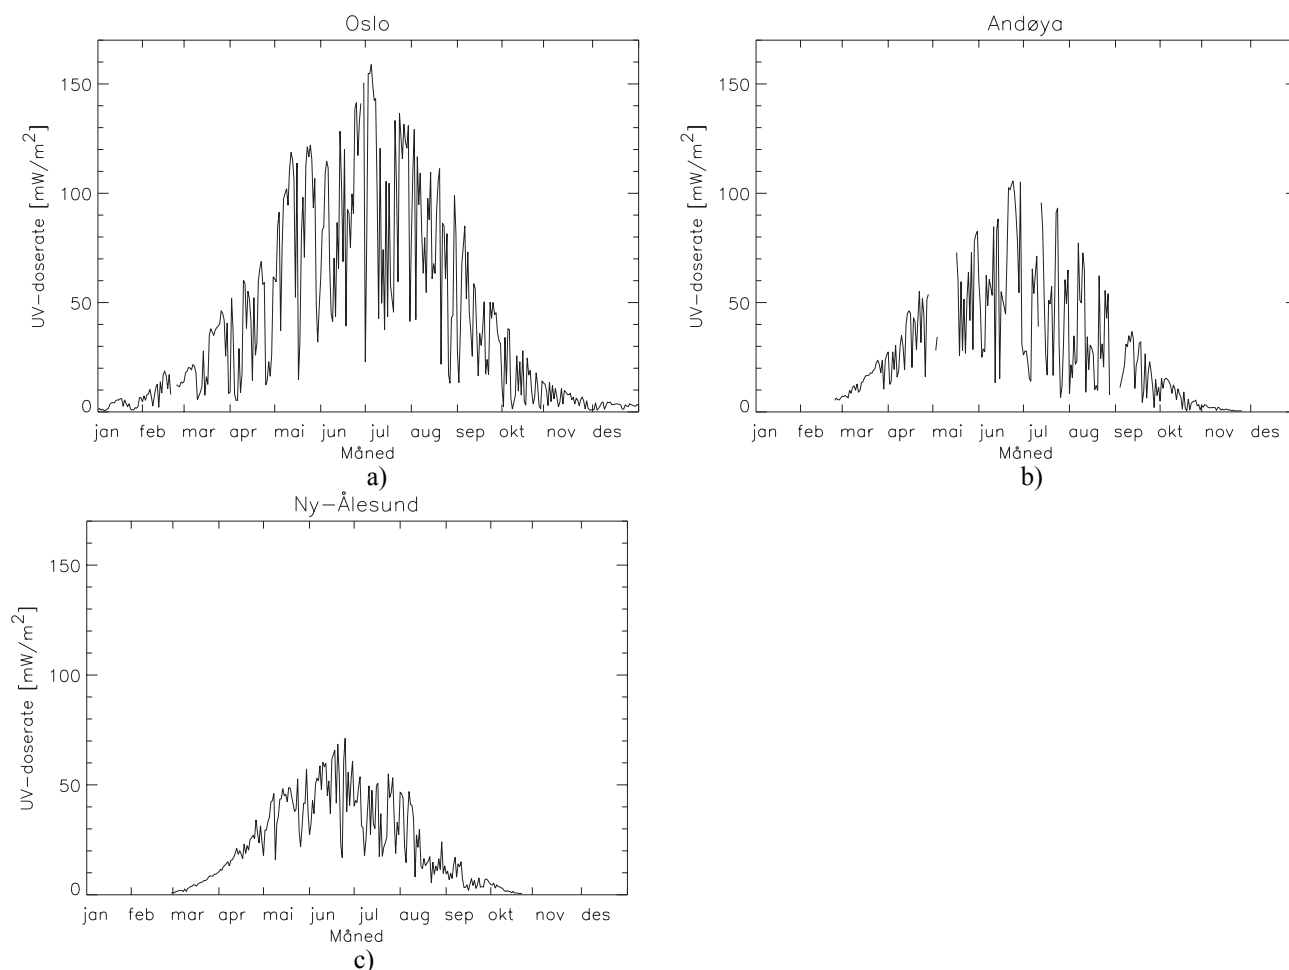 Oslo
150
100
50
0
UV-doserate [mW/m²]
jan feb mar apr mai jun jul aug sep okt nov des
Måned
a)
Andøya
150
100
50
0
UV-doserate [mW/m²]
jan feb mar apr mai jun jul aug sep okt nov des
Måned
b)
Ny-Ålesund
150
100
50
0
UV-doserate [mW/m²]
jan feb mar apr mai jun jul aug sep okt nov des
Måned
c)